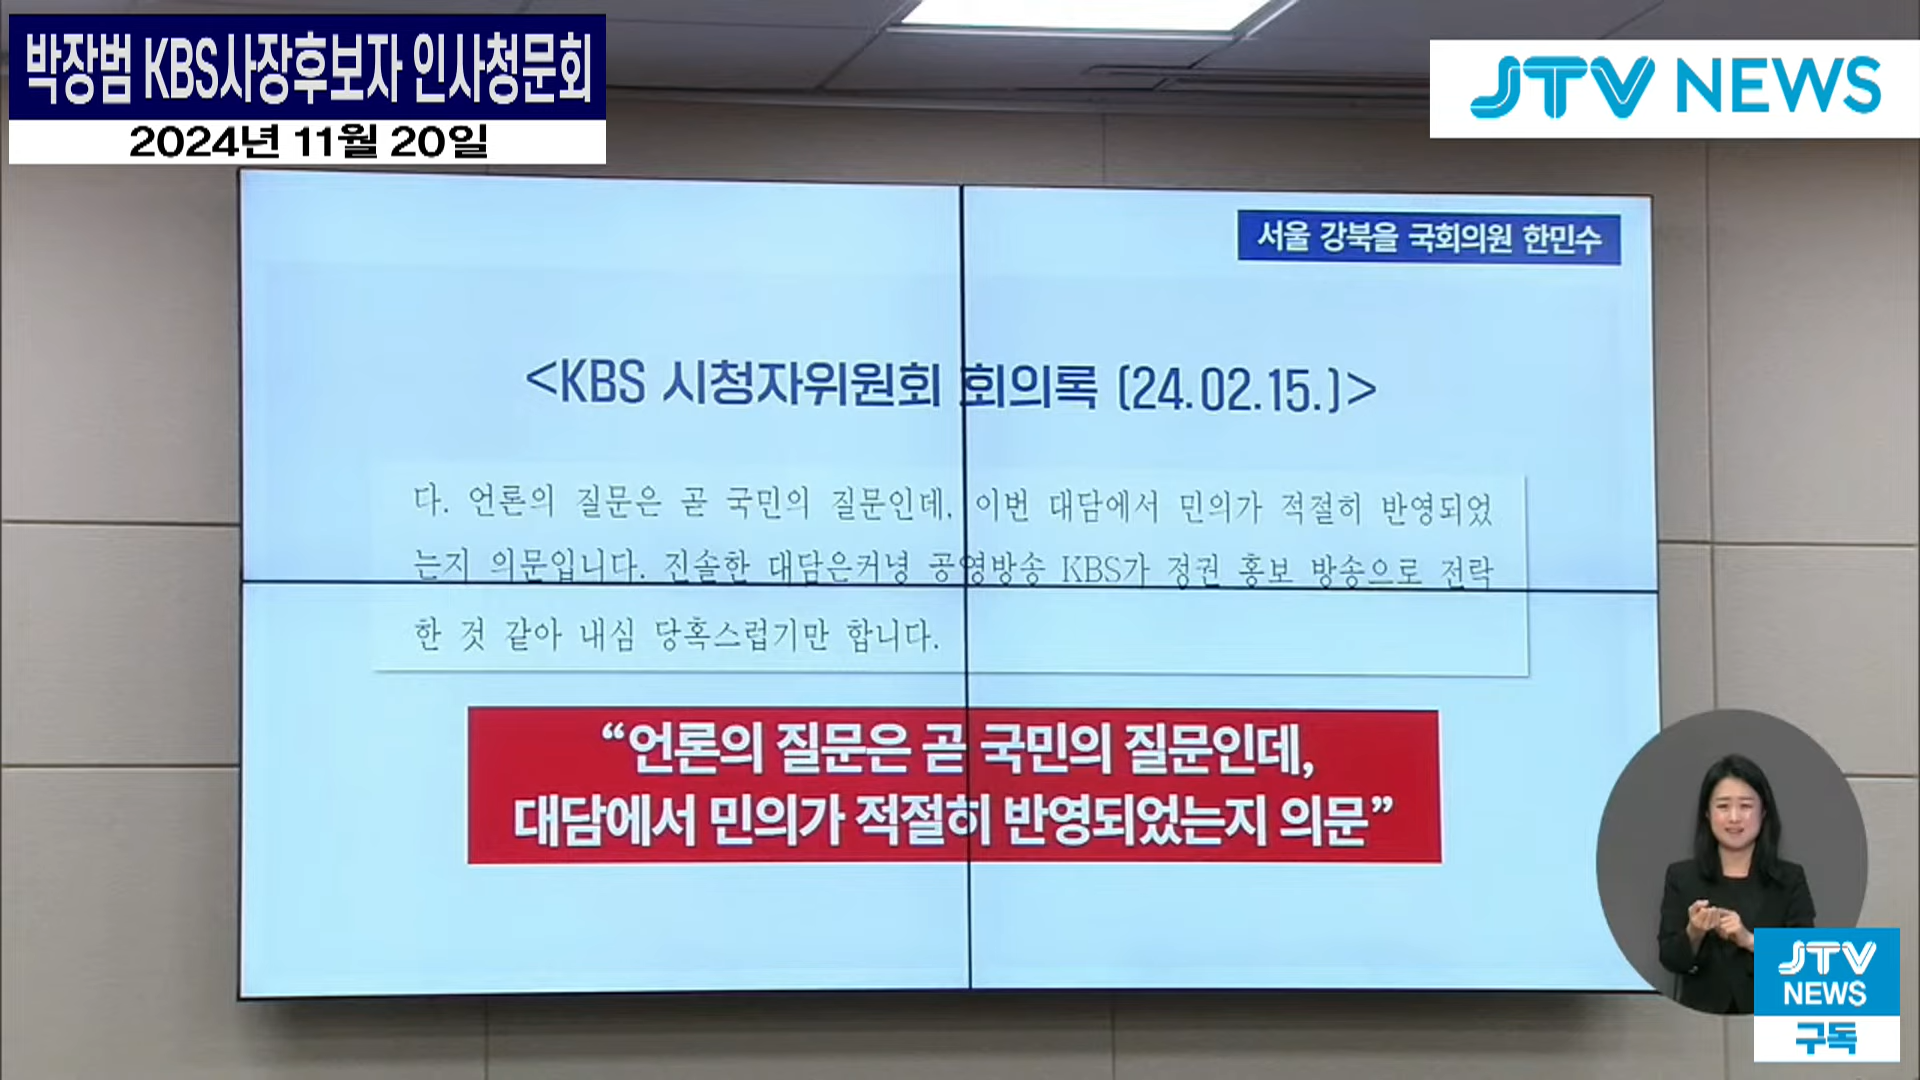 박장범 KBS사장후보자 인사청문회
2024년 11월 20일
JTV NEWS
서울 강북을 국회의원 한민수
<KBS 시청자위원회 회의록 (24.02.15.)>
다. 언론의 질문은 곧 국민의 질문인데, 이번 대담에서 민의가 적절히 반영되었
는지 의문입니다. 진솔한 대담은커녕 공영방송 KBS가 정권 홍보 방송으로 전락
한 것 같아 내심 당혹스럽기만 합니다.
“언론의 질문은 곧 국민의 질문인데,
대담에서 민의가 적절히 반영되었는지 의문”
JTV
NEWS
구독